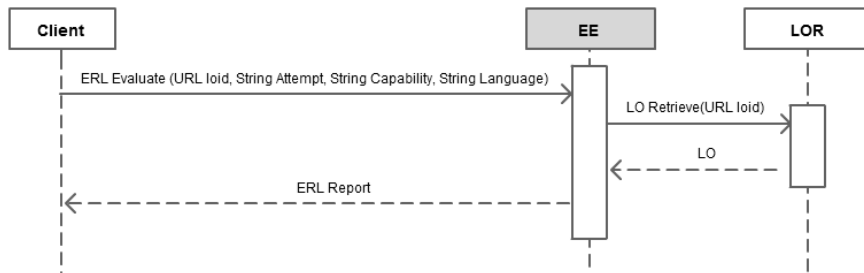 Client
EE
LOR
ERL Evaluate (URL loid, String Attempt, String Capability, String Language)
LO Retrieve(URL loid)
LO
ERL Report